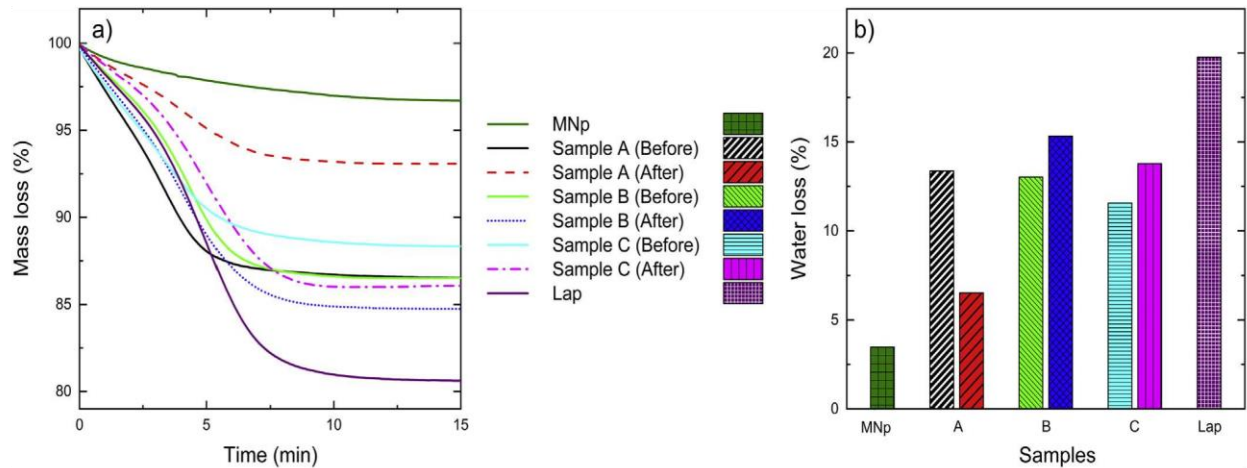 a)
100
95
90
85
80
Mass loss (%)
0
5
10
15
Time (min)
MNp
Sample A (Before)
Sample A (After)
Sample B (Before)
Sample B (After)
Sample C (Before)
Sample C (After)
Lap
b)
20
15
10
5
0
Water loss (%)
MNp
A
B
C
Lap
Samples